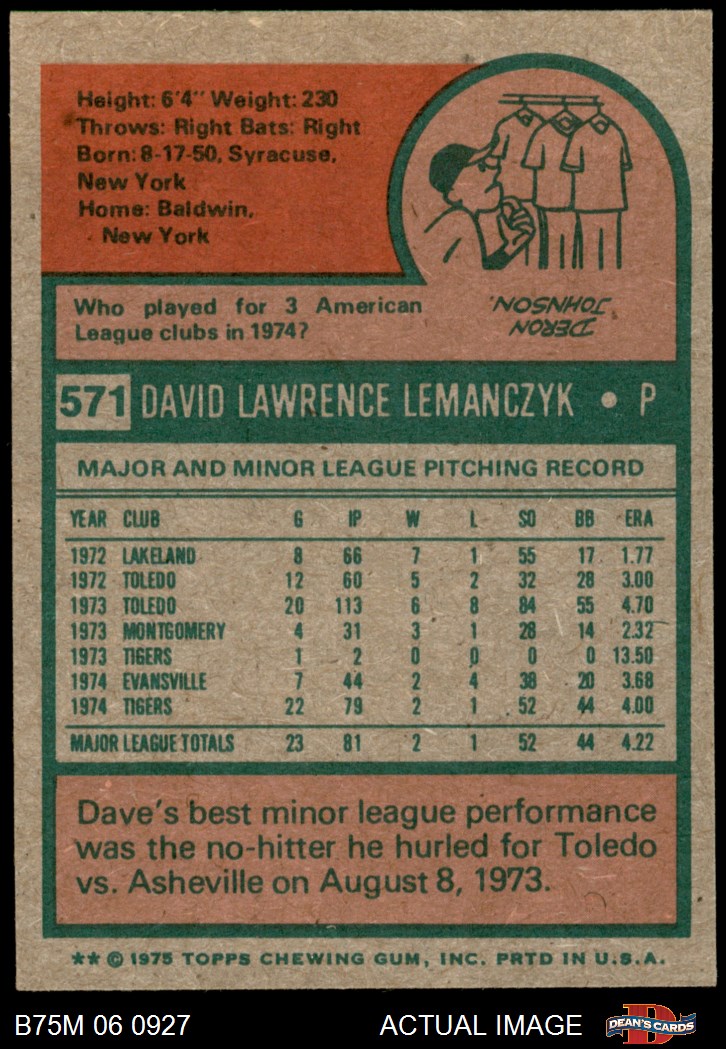 Height: 6'4" Weight: 230
Throws: Right Bats: Right
Born: 8-17-50, Syracuse,
New York
Home: Baldwin,
New York
Who played for 3 American
League clubs in 1974?
DERON
JOHNSON.
571 DAVID LAWRENCE LEMANCZYK • P
MAJOR AND MINOR LEAGUE PITCHING RECORD
YEAR CLUB G IP W L SO BB ERA
1972 LAKELAND 8 66 7 1 55 17 1.77
1972 TOLEDO 12 60 5 2 32 28 3.00
1973 TOLEDO 20 113 6 8 84 55 4.70
1973 MONTGOMERY 4 31 3 1 28 14 2.32
1973 TIGERS 1 2 0 0 0 0 13.50
1974 EVANSVILLE 7 44 2 4 38 20 3.68
1974 TIGERS 22 79 2 1 52 44 4.00
MAJOR LEAGUE TOTALS 23 81 2 1 52 44 4.22
Dave's best minor league performance
was the no-hitter he hurled for Toledo
vs. Asheville on August 8, 1973.
** © 1975 TOPPS CHEWING GUM, INC. PRTD IN U.S.A.
B75M 06 0927 ACTUAL IMAGE D DEAN'S CARDS